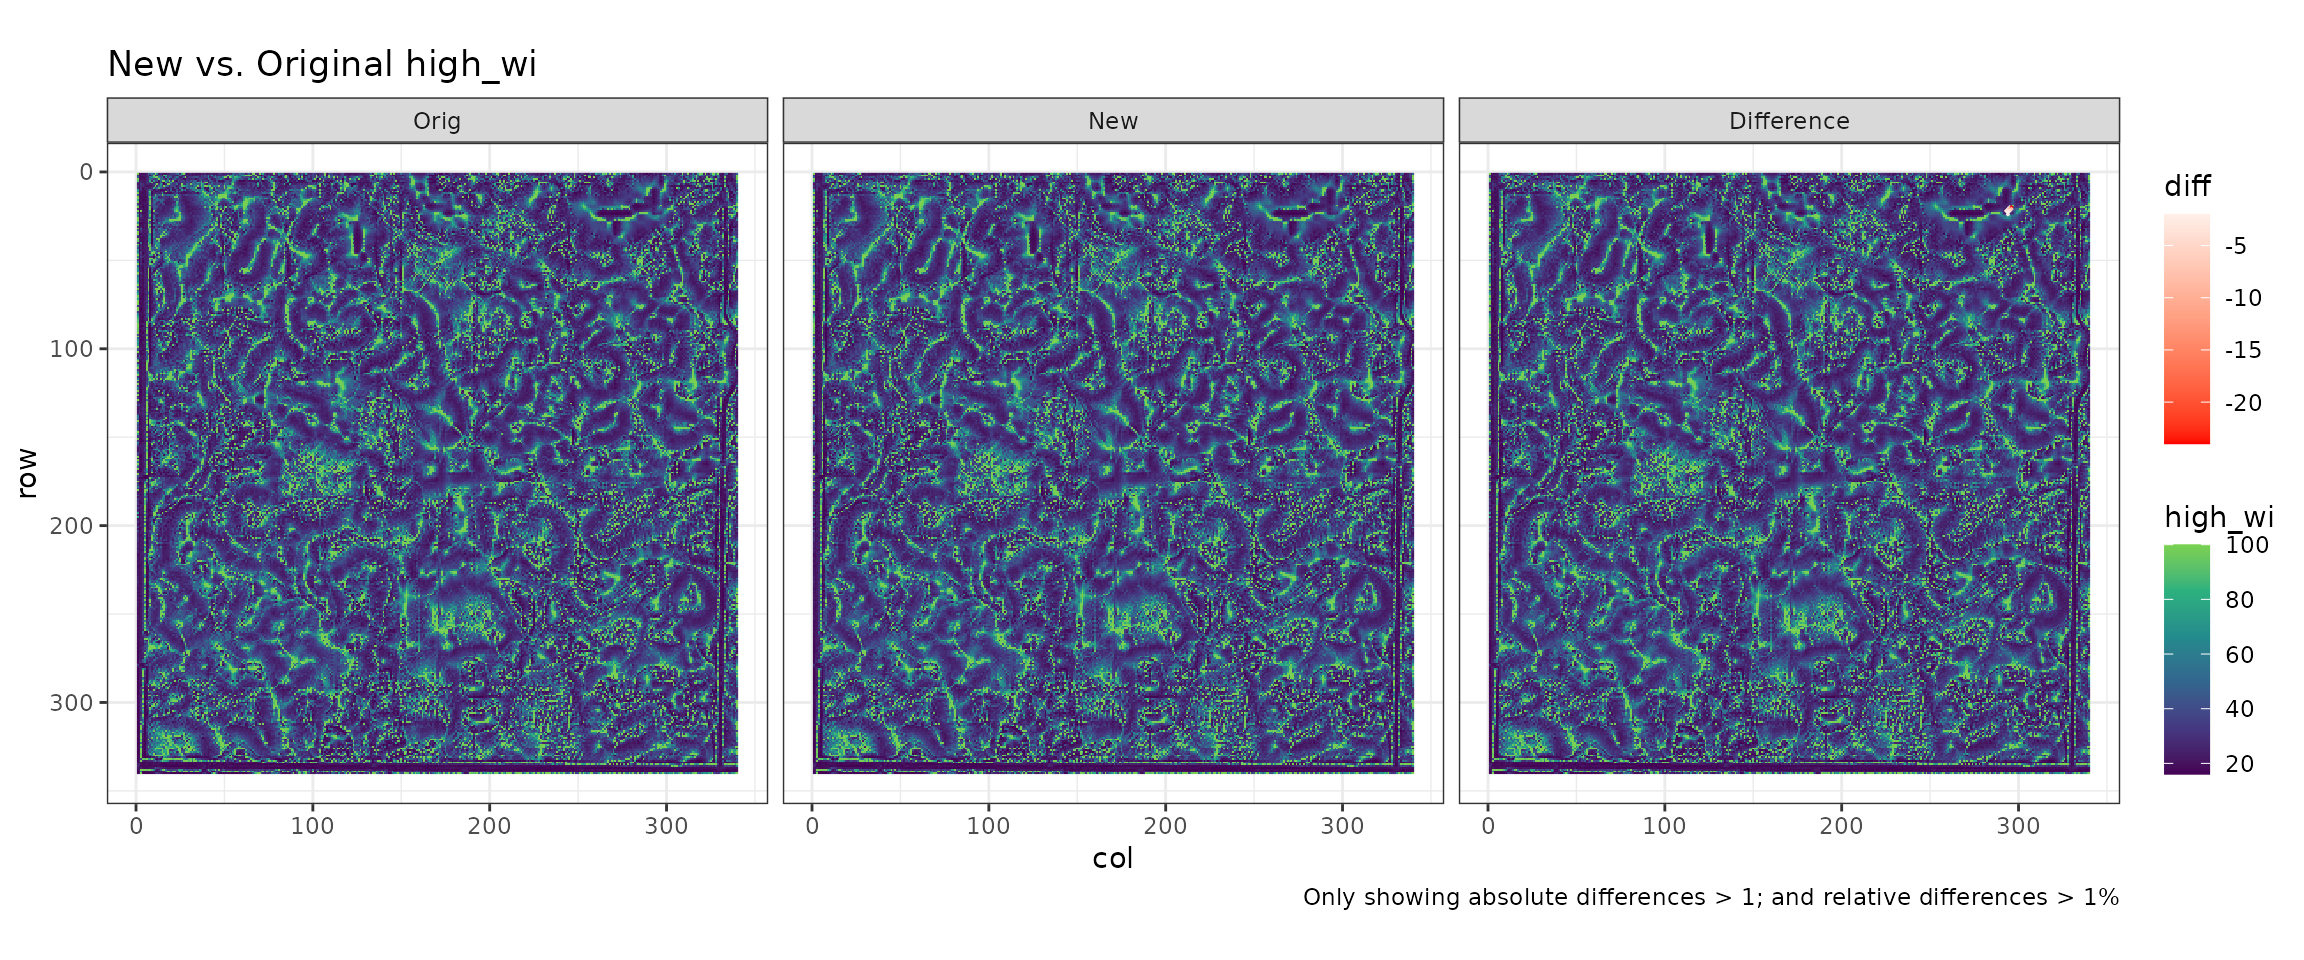 New vs. Original high_wi
Orig
New
Difference
0
100
200
300
row
0
100
200
300
0
100
200
300
0
100
200
300
col
diff
-5
-10
-15
-20
high_wi
100
80
60
40
20
Only showing absolute differences > 1; and relative differences > 1%